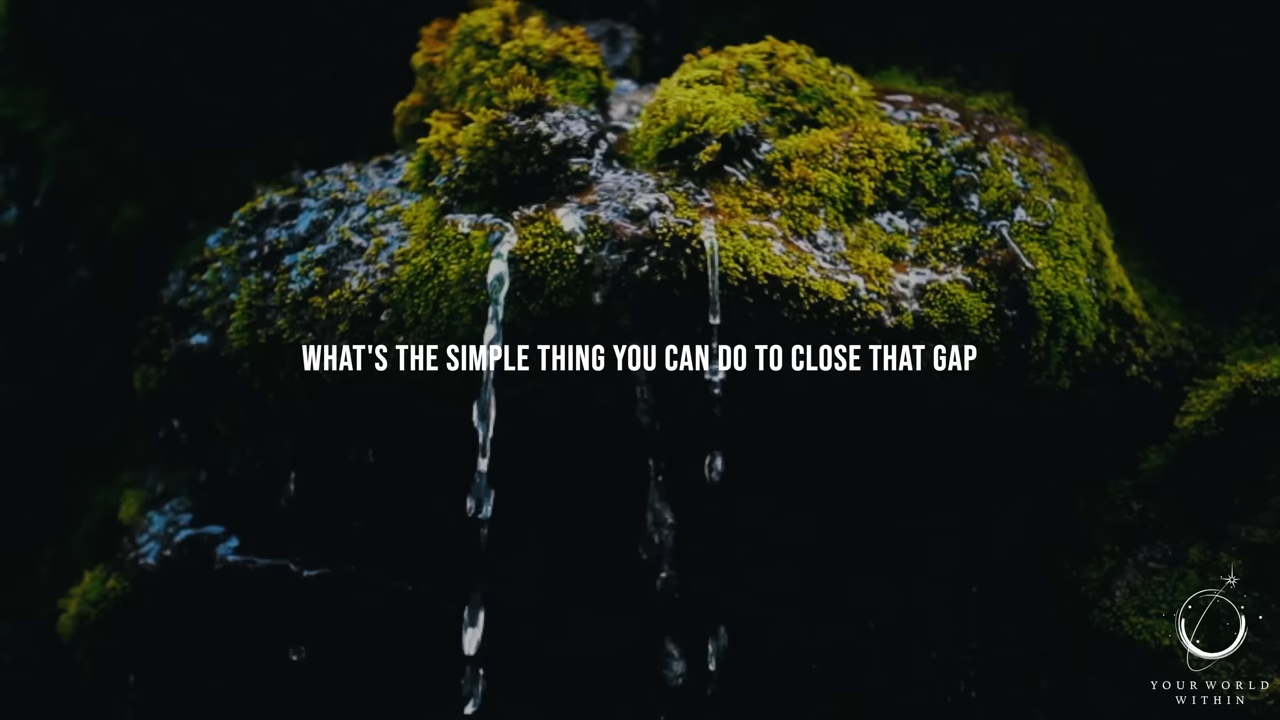 WHAT'S THE SIMPLE THING YOU CAN DO TO CLOSE THAT GAP
YOUR WORLD
WITHIN